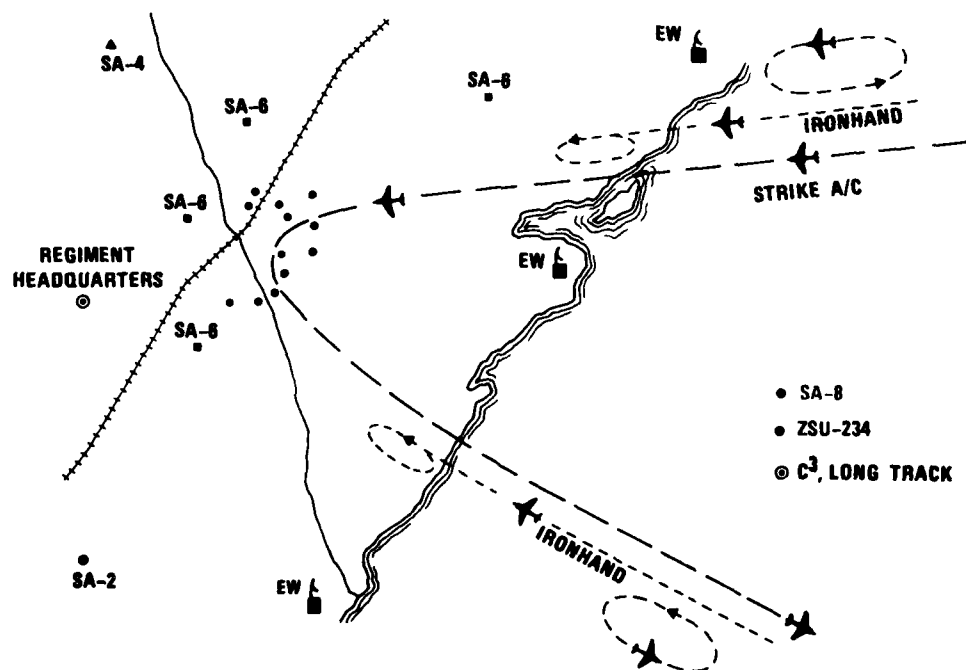 EW
SA-4
SA-6
SA-6
IRONHAND
STRIKE A/C
SA-6
REGIMENT
HEADQUARTERS
EW
SA-6
SA-8
ZSU-234
C³, LONG TRACK
IRONHAND
SA-2
EW